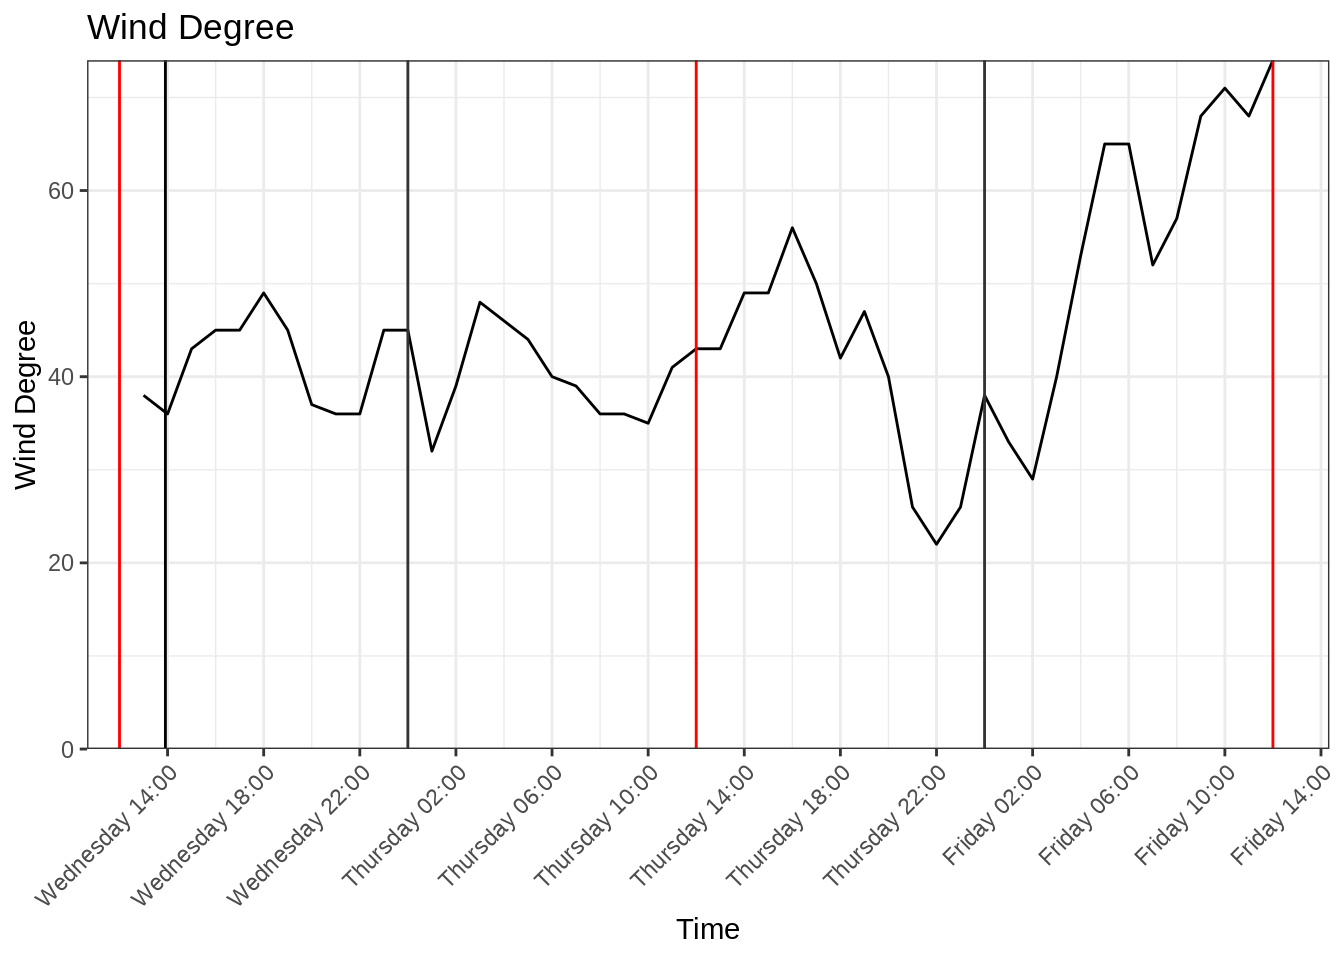 Wind Degree
Wind Degree
60
40
20
0
Wednesday 14:00
Wednesday 18:00
Wednesday 22:00
Thursday 02:00
Thursday 06:00
Thursday 10:00
Thursday 14:00
Thursday 18:00
Thursday 22:00
Friday 02:00
Friday 06:00
Friday 10:00
Friday 14:00
Time